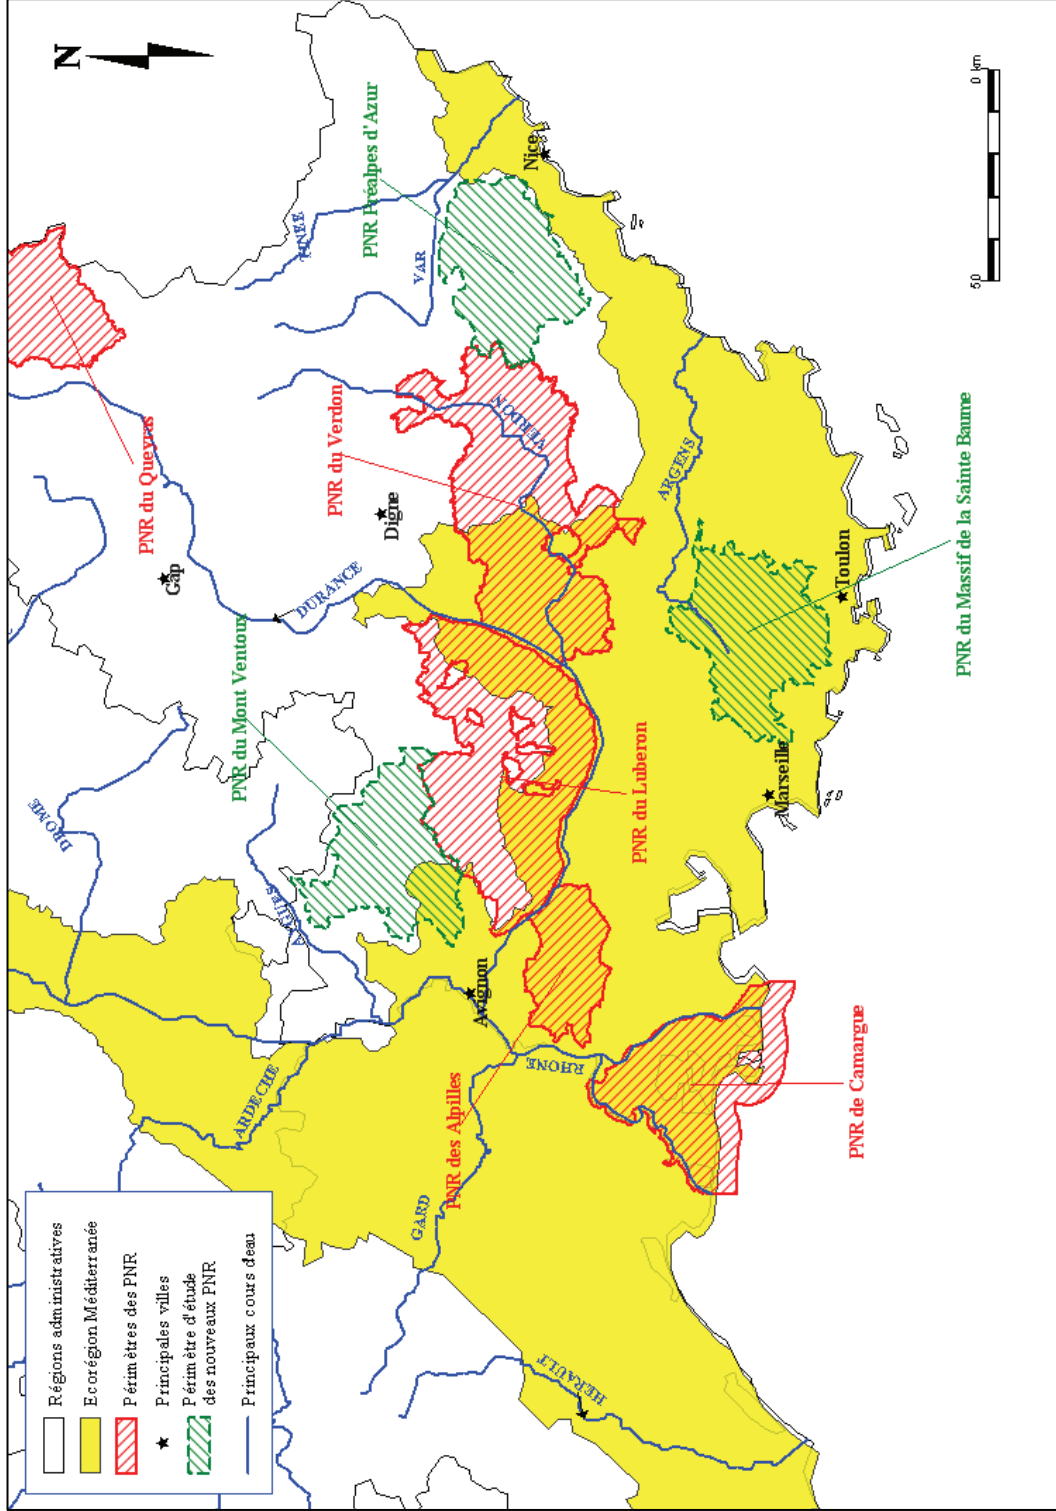 N
PNR du Queyras
PNR Préalpes d'Azur
TINEE
VAR
Nice
0 km
50
Gap
Digne
PNR du Verdon
VERDON
DURANCE
ARGENS
PNR du Mont Ventoux
DROME
PNR du Luberon
Toulon
Marseille
PNR du Massif de la Sainte Baume
Avignon
ARDECHE
RHONE
PNR des Alpilles
GARD
PNR de Camargue
HERAULT
Régions administratives
Ecorégion Méditerranée
Périmètres des PNR
Principales villes
Périmètre d'étude
des nouveaux PNR
Principaux cours d'eau